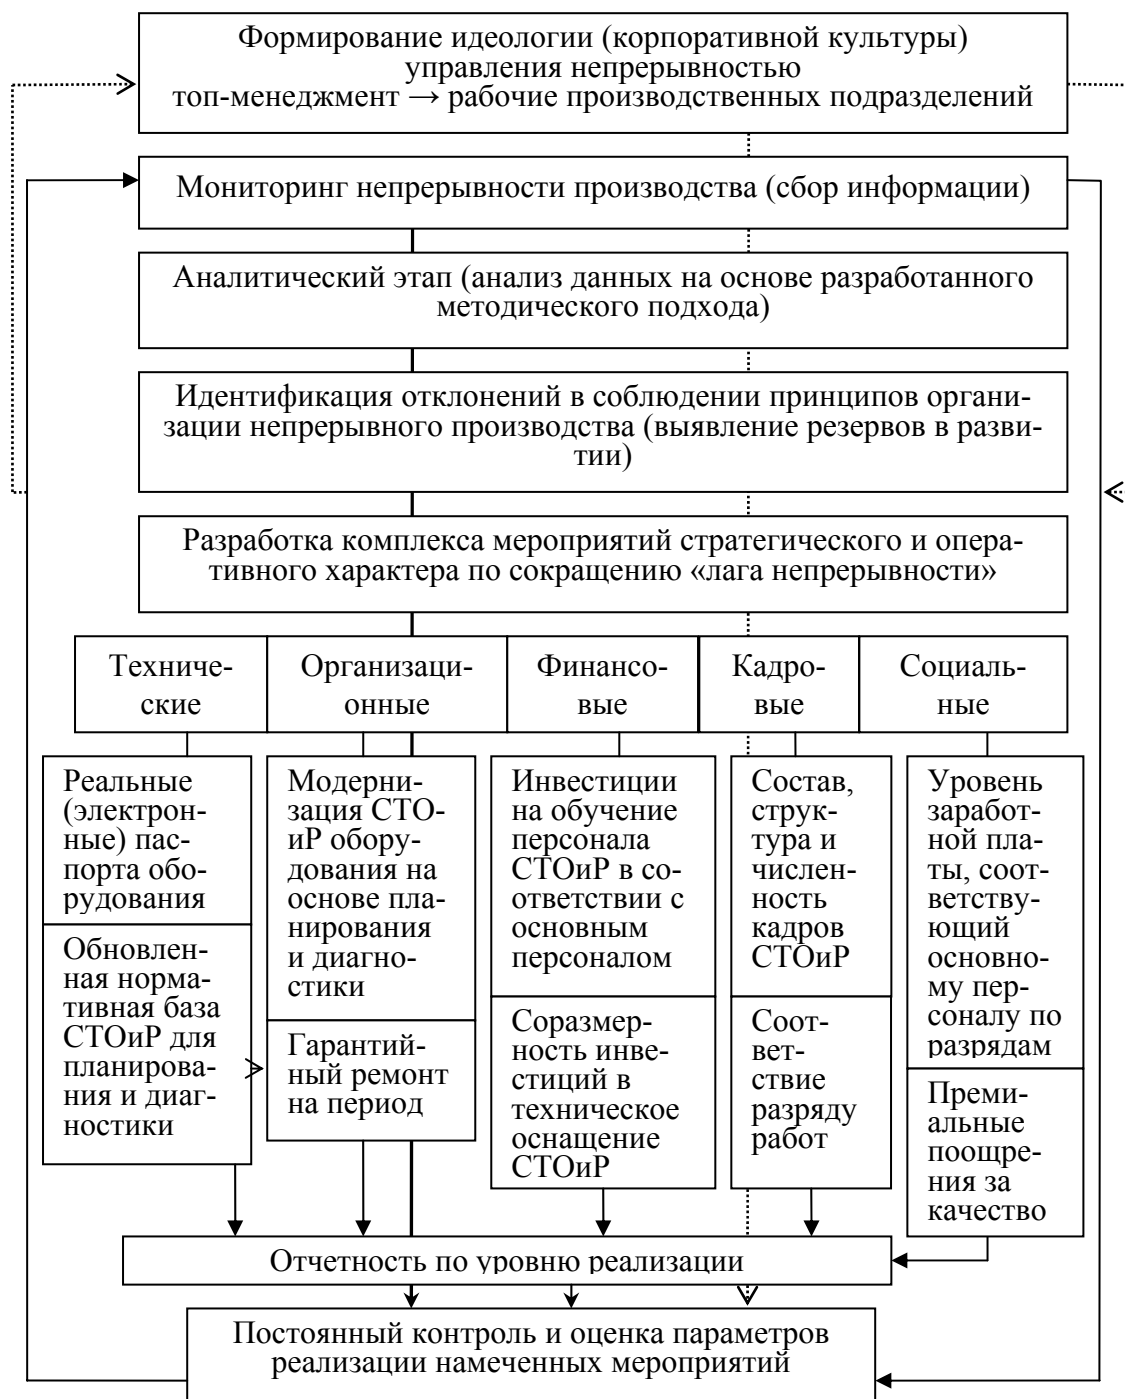 Формирование идеологии (корпоративной культуры)
управления непрерывностью
топ-менеджмент → рабочие производственных подразделений
Мониторинг непрерывности производства (сбор информации)
Аналитический этап (анализ данных на основе разработанного
методического подхода)
Идентификация отклонений в соблюдении принципов органи-
зации непрерывного производства (выявление резервов в разви-
тии)
Разработка комплекса мероприятий стратегического и опера-
тивного характера по сокращению «лага непрерывности»
Техниче-
ские
Организаци-
онные
Финансо-
вые
Кадро-
вые
Социаль-
ные
Реальные
(электрон-
ные) пас-
порта обо-
рудования
Обновлен-
ная норма-
тивная база
СТОиР для
планирова-
ния и диаг-
ностики
Модерни-
зация СТО-
иР обору-
дования на
основе пла-
нирования
и диагно-
стики
Гарантий-
ный ремонт
на период
Инвестиции
на обучение
персонала
СТОиР в со-
ответствии с
основным
персоналом
Соразмер-
ность инве-
стиций в
техническое
оснащение
СТОиР
Состав,
струк-
тура и
числен-
ность
кадров
СТОиР
Соот-
вет-
ствие
разряду
работ
Уровень
заработ-
ной пла-
ты, соот-
ветству-
ющий
основно-
му пер-
соналу по
разрядам
Преми-
альные
поощре-
ния за
качество
Отчетность по уровню реализации
Постоянный контроль и оценка параметров
реализации намеченных мероприятий